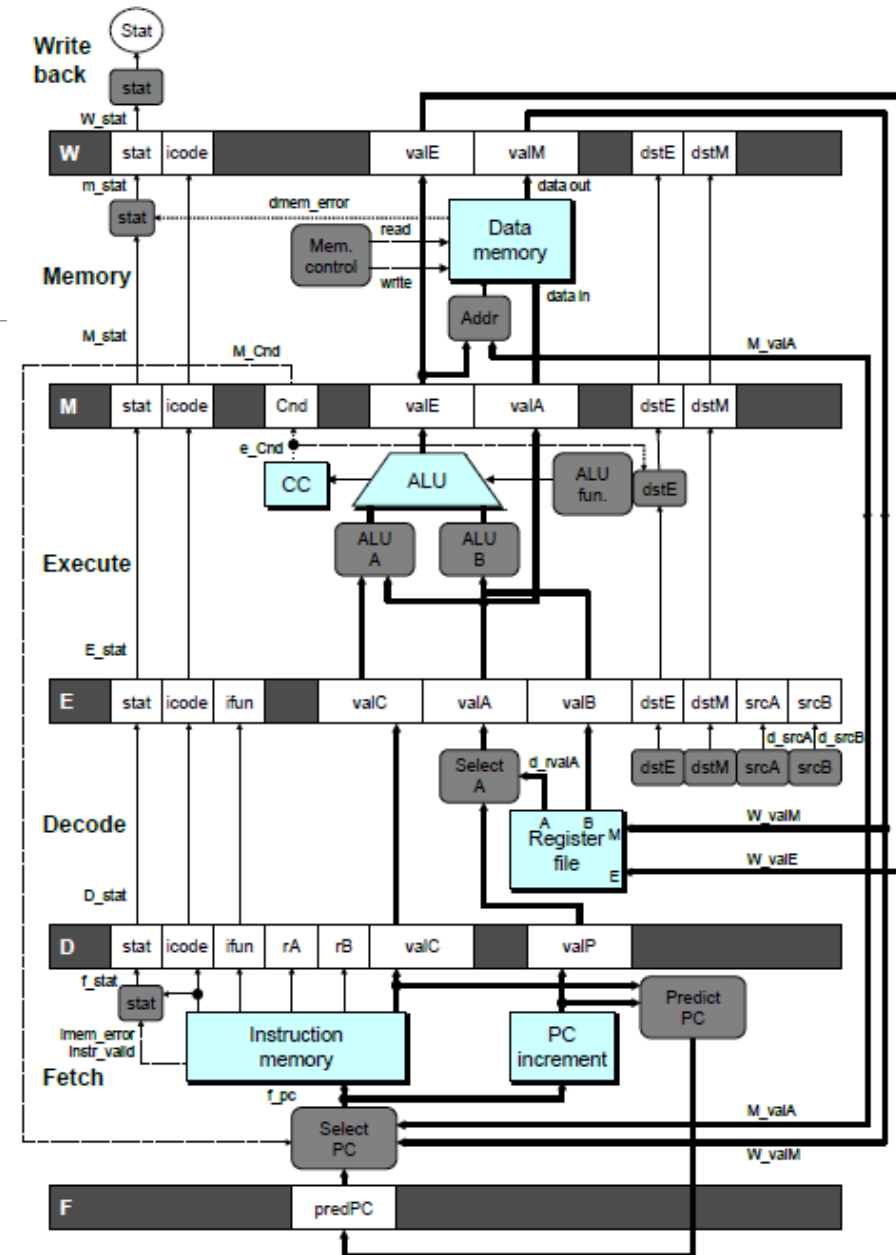 Stat
Write
back
stat
W_stat
W stat icode valE valM dstE dstM
m_stat
data out
dmem_error
stat
read
Mem.
control
write
Data
memory
Memory
data in
Addr
M_stat
M_Cnd
M_valA
M stat icode Cnd valE valA dstE dstM
e_Cnd
CC
ALU
ALU
fun.
dstE
ALU
A
ALU
B
Execute
E_stat
E stat icode ifun valC valA valB dstE dstM srcA srcB
d_srcA d_srcB
Select
A
d_rvalA
dstE dstM srcA srcB
Decode
A B
Register
file
M
E
W_valM
W_valE
D_stat
D stat icode ifun rA rB valC valP
f_stat
stat
Predict
PC
Imem_error
Instr_valid
Instruction
memory
PC
increment
Fetch
f_pc
M_valA
Select
PC
W_valM
F predPC